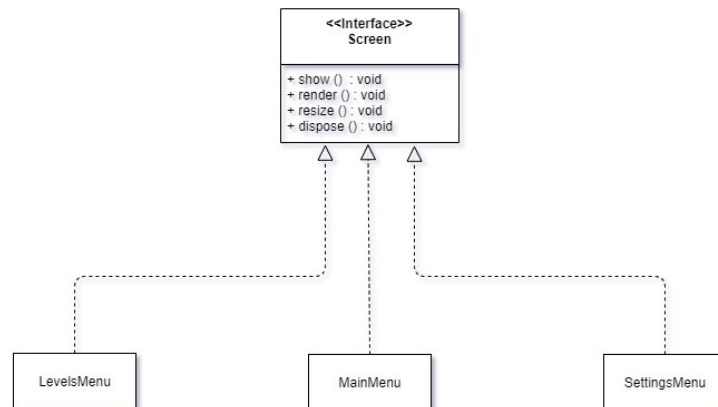 <<Interface>>
Screen
+ show () : void
+ render () : void
+ resize () : void
+ dispose () : void
LevelsMenu
MainMenu
SettingsMenu